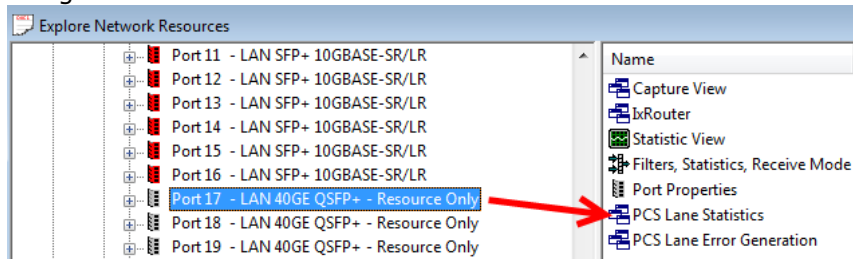 Explore Network Resources
Port 11 - LAN SFP+ 10GBASE-SR/LR
Port 12 - LAN SFP+ 10GBASE-SR/LR
Port 13 - LAN SFP+ 10GBASE-SR/LR
Port 14 - LAN SFP+ 10GBASE-SR/LR
Port 15 - LAN SFP+ 10GBASE-SR/LR
Port 16 - LAN SFP+ 10GBASE-SR/LR
Port 17 - LAN 40GE QSFP+ - Resource Only
Port 18 - LAN 40GE QSFP+ - Resource Only
Port 19 - LAN 40GE QSFP+ - Resource Only
Name
Capture View
IxRouter
Statistic View
Filters, Statistics, Receive Mode
Port Properties
PCS Lane Statistics
PCS Lane Error Generation